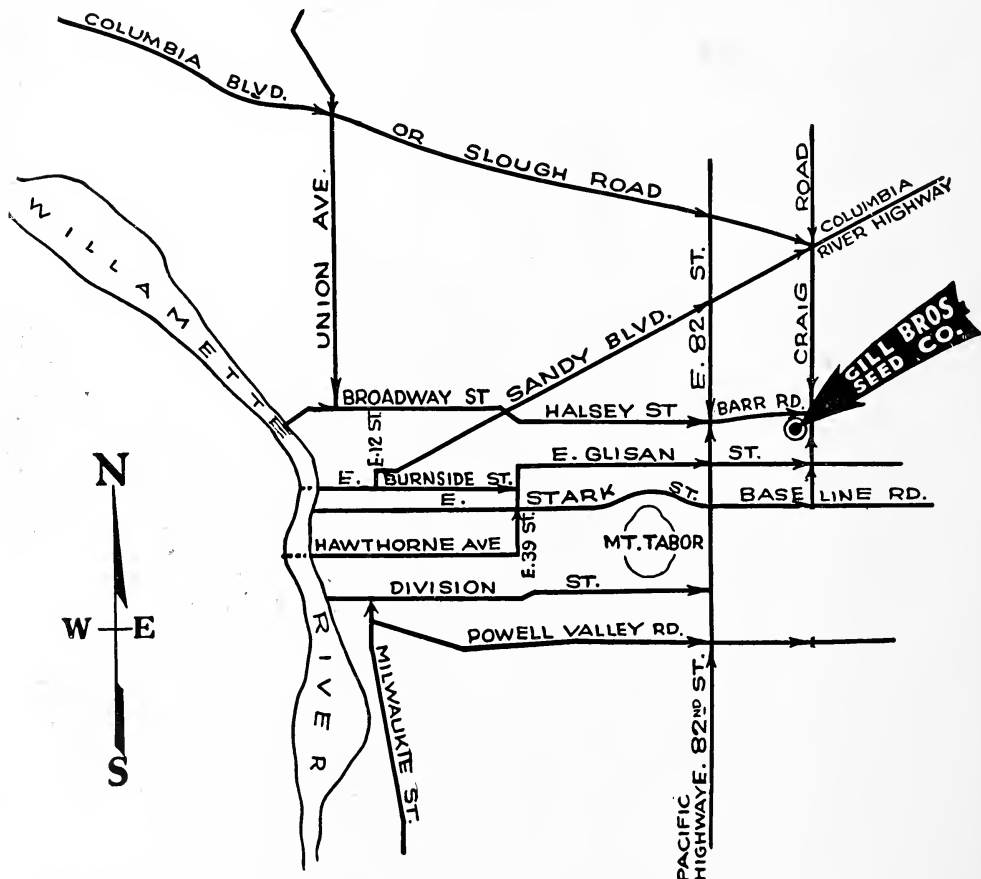 COLUMBIA BLVD.
OR SLOUGH ROAD
UNION AVE.
CRAIG ROAD
COLUMBIA
RIVER HIGHWAY
WILLAMETTE
RIVER
E. 82 ST.
SANDY BLVD.
GILL BROS
SEED CO.
BROADWAY ST
HALSEY ST
BARR RD.
E. 12 ST.
E. GLISAN ST.
E. BURNSIDE ST.
E. STARK ST.
BASE LINE RD.
HAWTHORNE AVE
E. 39 ST.
MT. TABOR
DIVISION ST.
POWELL VALLEY RD.
MILWAUKIE ST.
PACIFIC
HIGHWAY E. 82ND ST.
N
W E
S